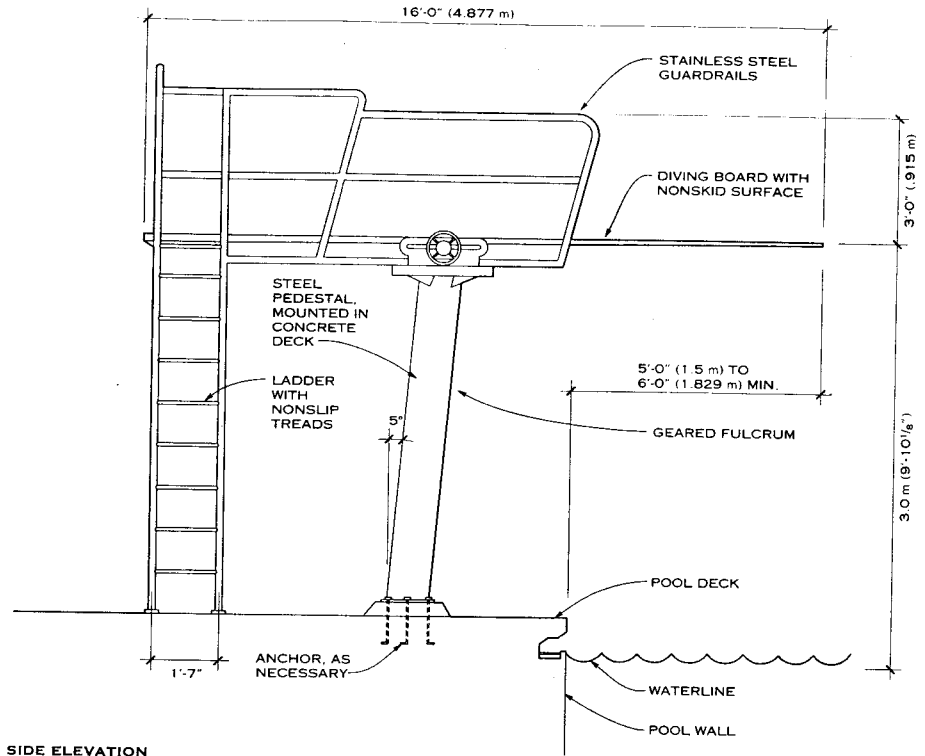 16'-0" (4.877 m)
STAINLESS STEEL
GUARDRAILS
DIVING BOARD WITH
NONSKID SURFACE
3'-0" (.915 m)
STEEL
PEDESTAL,
MOUNTED IN
CONCRETE
DECK
LADDER
WITH
NONSLIP
TREADS
5°
5'-0" (1.5 m) TO
6'-0" (1.829 m) MIN.
GEARED FULCRUM
3.0 m (9'-10 1/8")
POOL DECK
ANCHOR, AS
NECESSARY
1'-7"
WATERLINE
POOL WALL
SIDE ELEVATION